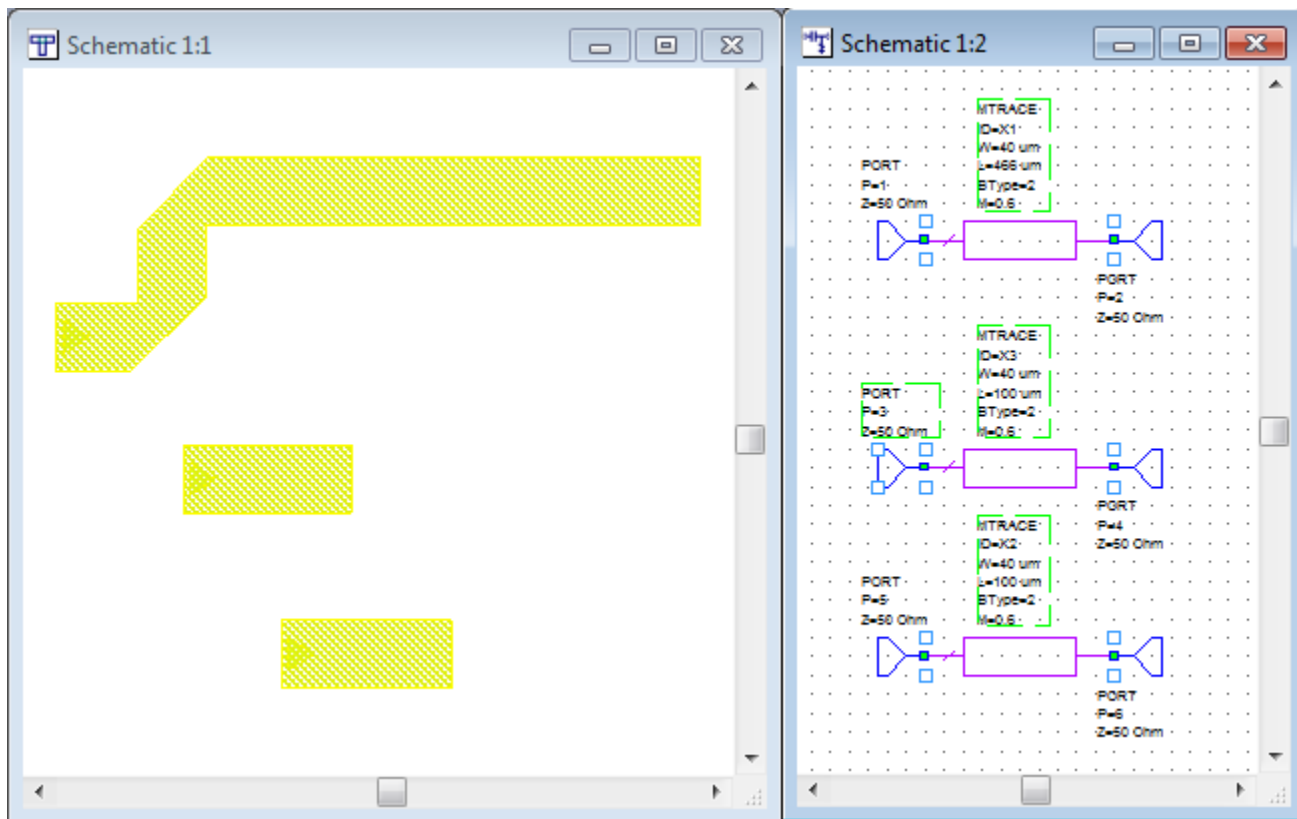 Schematic 1:1
Schematic 1:2
MTRACE
ID=X1
W=40 um
L=466 um
BType=2
M=0.6
PORT
P=1
Z=50 Ohm
PORT
P=2
Z=50 Ohm
MTRACE
ID=X3
W=40 um
L=100 um
BType=2
M=0.6
PORT
P=3
Z=50 Ohm
PORT
P=4
Z=50 Ohm
MTRACE
ID=X2
W=40 um
L=100 um
BType=2
M=0.6
PORT
P=5
Z=50 Ohm
PORT
P=6
Z=50 Ohm